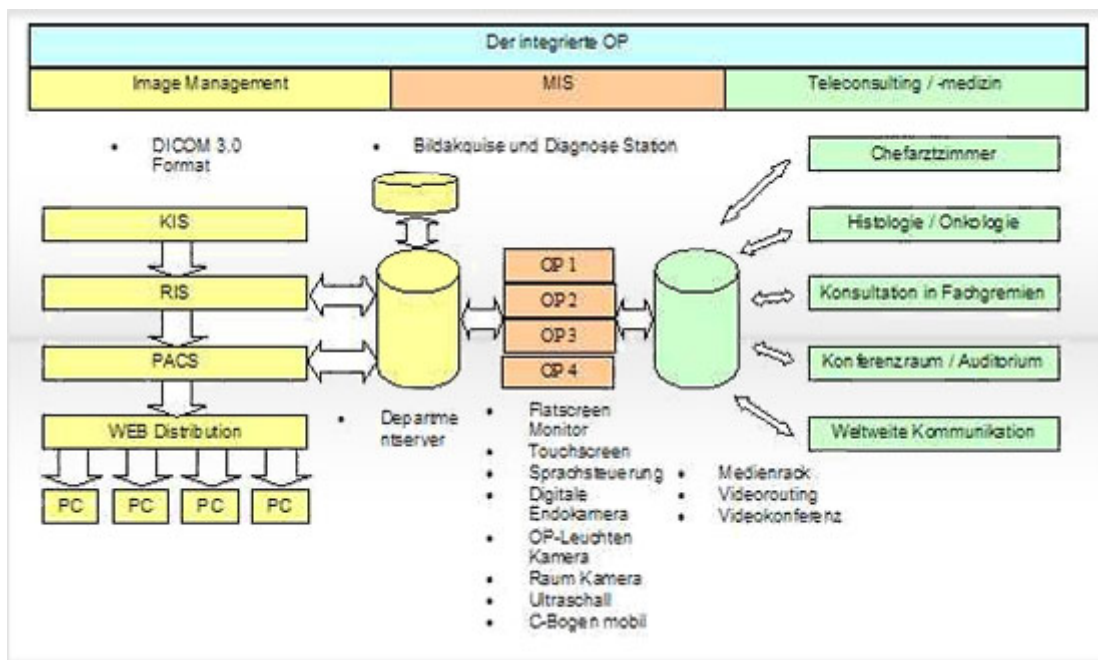 Der integrierte OP
Image Management
MIS
Teleconsulting / -medizin
• DICOM 3.0
Format
• Bildakquise und Diagnose Station
KIS
RIS
PACS
WEB Distribution
PC
PC
PC
PC
• Departme
ntserver
OP 1
OP 2
OP 3
OP 4
• Flatscreen
Monitor
• Touchscreen
• Sprachsteuerung
• Digitale
Endokamera
• OP-Leuchten
Kamera
• Raum Kamera
• Ultraschall
• C-Bogen mobil
• Medienrack
• Videorouting
• Videokonferenz
Chefarztzimmer
Histologie / Onkologie
Konsultation in Fachgremien
Konferenzraum / Auditorium
Weltweite Kommunikation